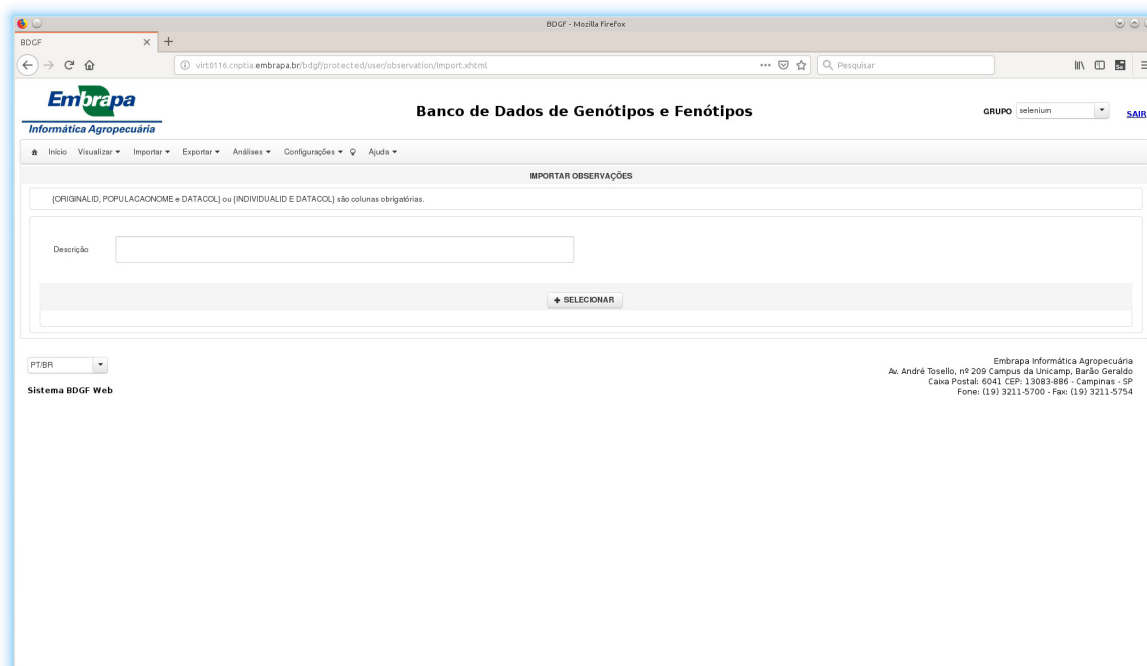 BDGF - Mozilla Firefox
BDGF
virt0116.cnptia.embrapa.br/bdgf/protected/user/observation/import.xhtml
Pesquisar
Embrapa
Informática Agropecuária
Banco de Dados de Genótipos e Fenótipos
GRUPO selenium
SAIR
Início Visualizar Importar Exportar Análises Configurações Ajuda
IMPORTAR OBSERVAÇÕES
{ORIGINALID, POPULACAONOME e DATACOL} ou {INDIVIDUALID E DATACOL} são colunas obrigatórias.
Descrição
+ SELECIONAR
PT/BR
Sistema BDGF Web
Embrapa Informática Agropecuária
Av. André Tosello, nº 209 Campus da Unicamp, Barão Geraldo
Caixa Postal: 6041 CEP: 13083-886 - Campinas - SP
Fone: (19) 3211-5700 - Fax: (19) 3211-5754